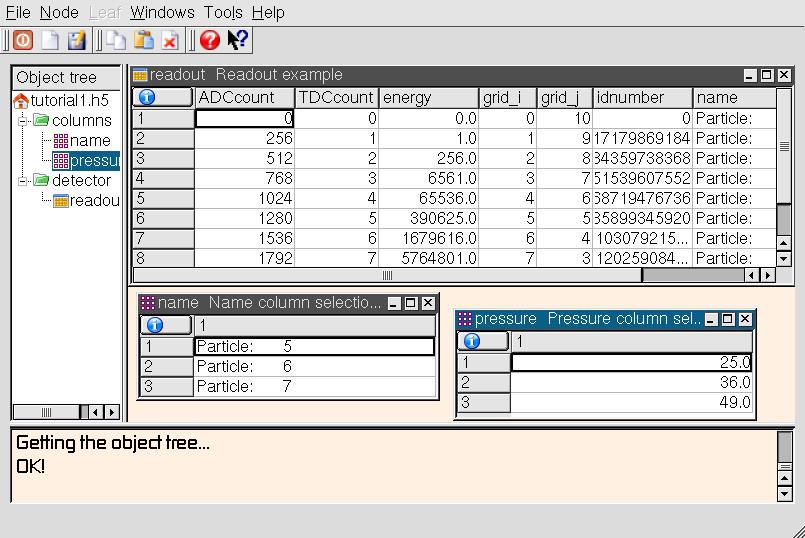 File Node Leaf Windows Tools Help
Object tree
tutorial1.h5
columns
name
pressu
detector
readou
readout Readout example
ADCcount TDCcount energy grid_i grid_j idnumber name
1 0 0 0.0 0 10 0 Particle:
2 256 1 1.0 1 9 17179869184 Particle:
3 512 2 256.0 2 8 34359738368 Particle:
4 768 3 6561.0 3 7 51539607552 Particle:
5 1024 4 65536.0 4 6 68719476736 Particle:
6 1280 5 390625.0 5 5 85899345920 Particle:
7 1536 6 1679616.0 6 4 103079215... Particle:
8 1792 7 5764801.0 7 3 120259084... Particle:
name Name column selectio...
1
1 Particle: 5
2 Particle: 6
3 Particle: 7
pressure Pressure column sel...
1
1 25.0
2 36.0
3 49.0
Getting the object tree...
OK!